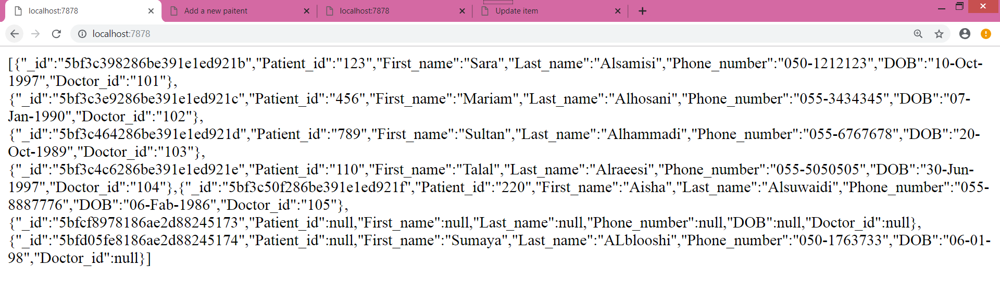 localhost:7878
Add a new paitent
localhost:7878
Update item
localhost:7878
[{"_id":"5bf3c398286be391e1ed921b","Patient_id":"123","First_name":"Sara","Last_name":"Alsamisi","Phone_number":"050-1212123","DOB":"10-Oct-
1997","Doctor_id":"101"},
{"_id":"5bf3c3e9286be391e1ed921c","Patient_id":"456","First_name":"Mariam","Last_name":"Alhosani","Phone_number":"055-3434345","DOB":"07-
Jan-1990","Doctor_id":"102"},
{"_id":"5bf3c464286be391e1ed921d","Patient_id":"789","First_name":"Sultan","Last_name":"Alhammadi","Phone_number":"055-6767678","DOB":"20-
Oct-1989","Doctor_id":"103"},
{"_id":"5bf3c4c6286be391e1ed921e","Patient_id":"110","First_name":"Talal","Last_name":"Alraeesi","Phone_number":"055-5050505","DOB":"30-Jun-
1997","Doctor_id":"104"},{"_id":"5bf3c50f286be391e1ed921f","Patient_id":"220","First_name":"Aisha","Last_name":"Alsuwaidi","Phone_number":"055-
8887776","DOB":"06-Fab-1986","Doctor_id":"105"},
{"_id":"5bfcf8978186ae2d88245173","Patient_id":null,"First_name":null,"Last_name":null,"Phone_number":null,"DOB":null,"Doctor_id":null},
{"_id":"5bfd05fe8186ae2d88245174","Patient_id":null,"First_name":"Sumaya","Last_name":"ALblooshi","Phone_number":"050-1763733","DOB":"06-01-
98","Doctor_id":null}]